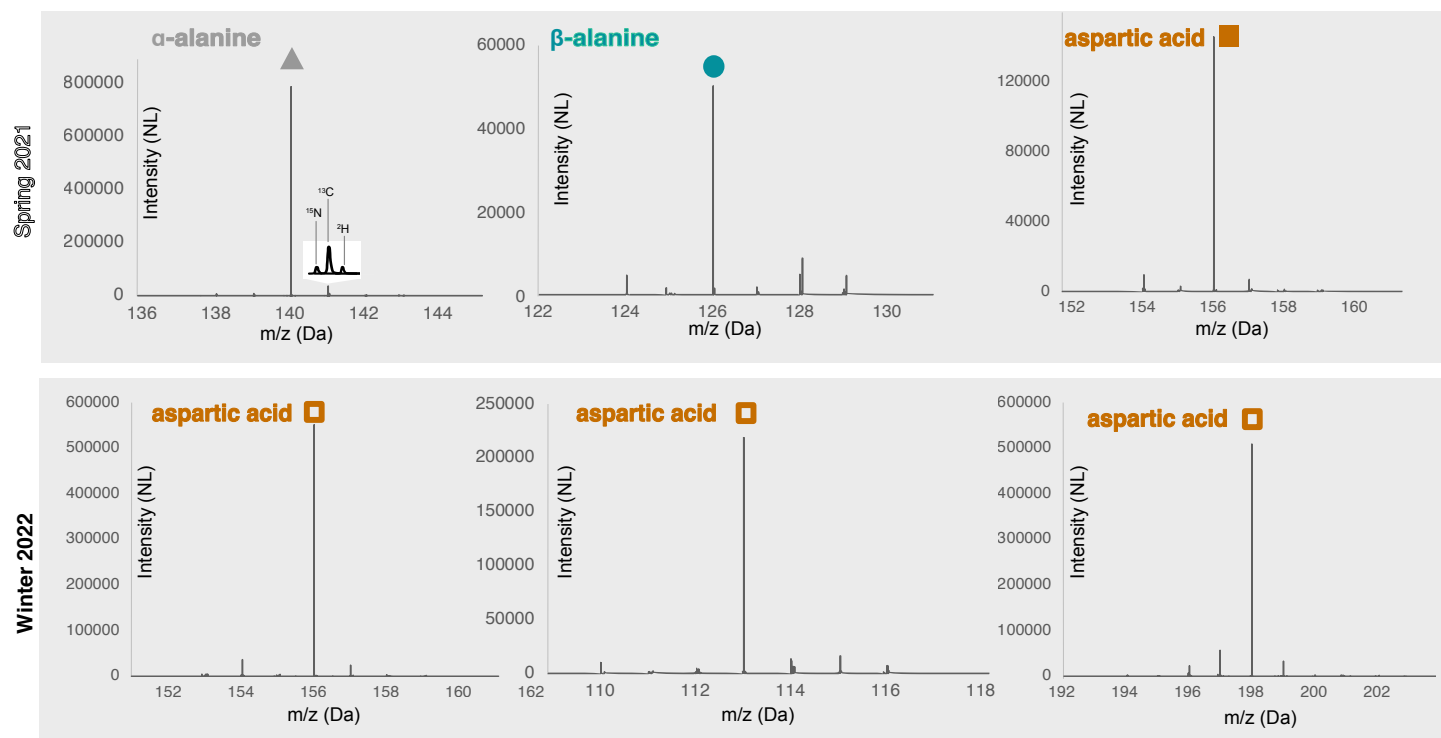 Spring 2021
α-alanine
800000
600000
400000
200000
0
Intensity (NL)
¹⁵N
¹³C
²H
136 138 140 142 144
m/z (Da)
β-alanine
60000
40000
20000
0
Intensity (NL)
122 124 126 128 130
m/z (Da)
aspartic acid
120000
80000
40000
0
Intensity (NL)
152 154 156 158 160
m/z (Da)
Winter 2022
aspartic acid
600000
500000
400000
300000
200000
100000
0
Intensity (NL)
152 154 156 158 160
m/z (Da)
aspartic acid
250000
200000
150000
100000
50000
0
Intensity (NL)
162 110 112 114 116 118
m/z (Da)
aspartic acid
600000
500000
400000
300000
200000
100000
0
Intensity (NL)
192 194 196 198 200 202
m/z (Da)